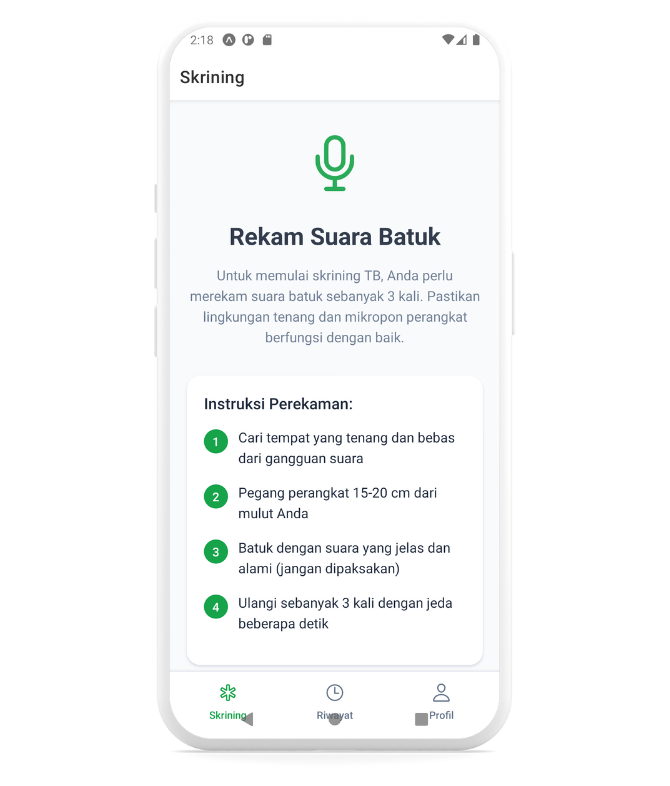 2:18
Skrining
Rekam Suara Batuk
Untuk memulai skrining TB, Anda perlu
merekam suara batuk sebanyak 3 kali. Pastikan
lingkungan tenang dan mikropon perangkat
berfungsi dengan baik.
Instruksi Perekaman:
1 Cari tempat yang tenang dan bebas
dari gangguan suara
2 Pegang perangkat 15-20 cm dari
mulut Anda
3 Batuk dengan suara yang jelas dan
alami (jangan dipaksakan)
4 Ulangi sebanyak 3 kali dengan jeda
beberapa detik
Skrining Riwayat Profil